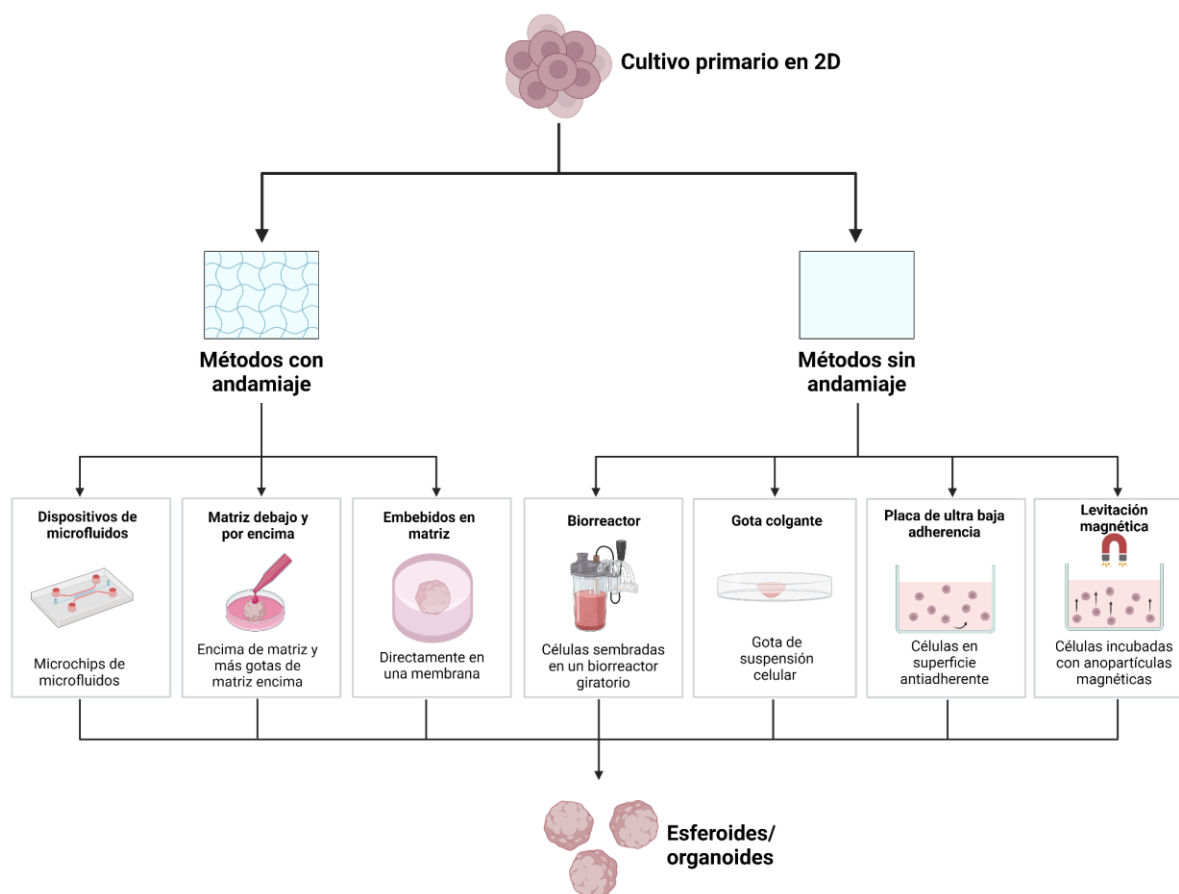 Cultivo primario en 2D
Métodos con
andamiaje
Métodos sin
andamiaje
Dispositivos de
microfluidos
Microchips de
microfluidos
Matriz debajo y
por encima
Encima de matriz y
más gotas de
matriz encima
Embebidos en
matriz
Directamente en
una membrana
Biorreactor
Células sembradas
en un biorreactor
giratorio
Gota colgante
Gota de
suspensión
celular
Placa de ultra baja
adherencia
Células en
superficie
antiadherente
Levitación
magnética
Células incubadas
con anopartículas
magnéticas
Esferoides/
organoides